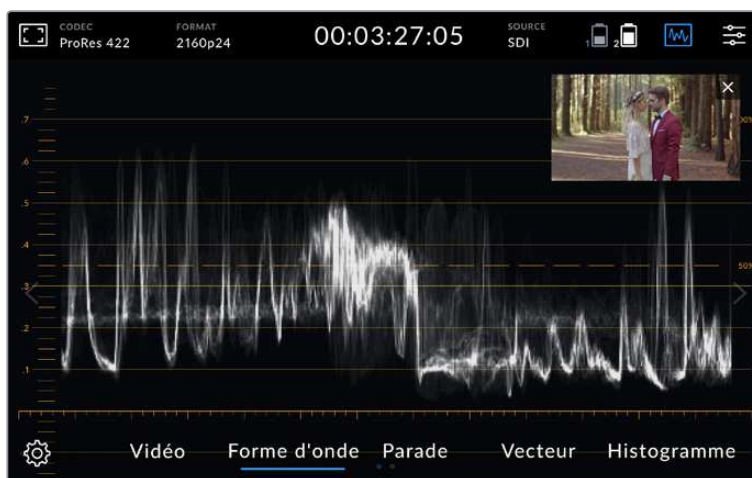 CODEC
ProRes 422
FORMAT
2160p24
00:03:27:05
SOURCE
SDI
1
2
.7
.6
.5
.4
.3
.2
.1
50%
Vidéo
Forme d'onde
Parade
Vecteur
Histogramme